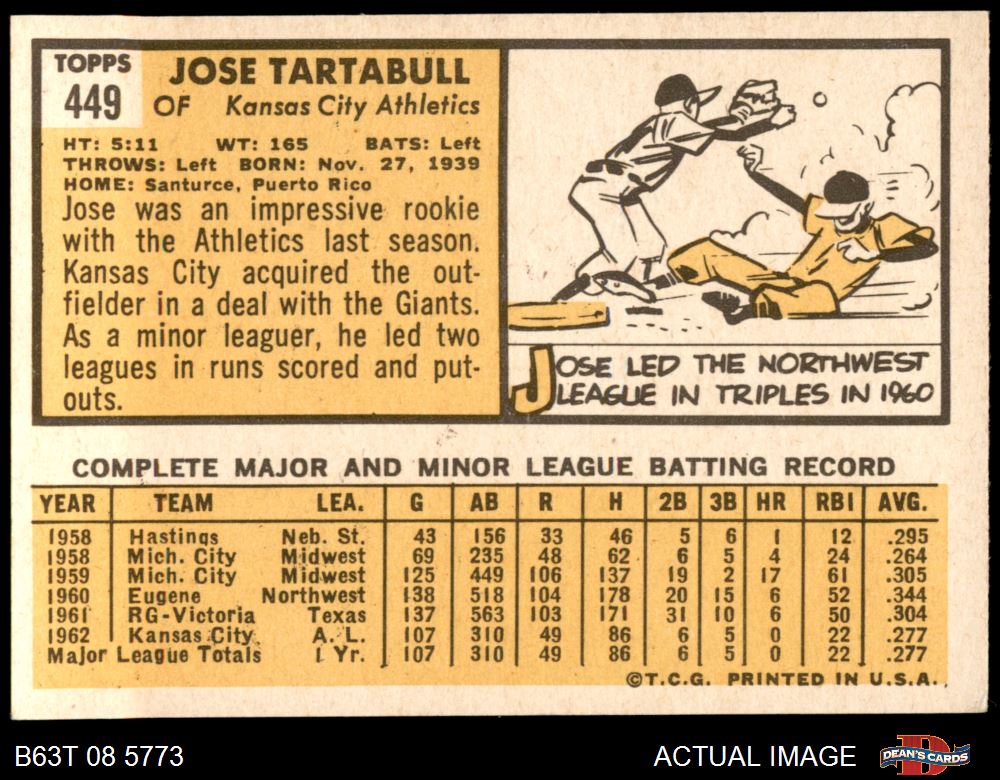 TOPPS
449
JOSE TARTABULL
OF Kansas City Athletics
HT: 5:11 WT: 165 BATS: Left
THROWS: Left BORN: Nov. 27, 1939
HOME: Santurce, Puerto Rico
Jose was an impressive rookie
with the Athletics last season.
Kansas City acquired the out-
fielder in a deal with the Giants.
As a minor leaguer, he led two
leagues in runs scored and put-
outs.
JOSE LED THE NORTHWEST
LEAGUE IN TRIPLES IN 1960
COMPLETE MAJOR AND MINOR LEAGUE BATTING RECORD
YEAR TEAM LEA. G AB R H 2B 3B HR RBI AVG.
1958 Hastings Neb. St. 43 156 33 46 5 6 1 12 .295
1958 Mich. City Midwest 69 235 48 62 6 5 4 24 .264
1959 Mich. City Midwest 125 449 106 137 19 2 17 61 .305
1960 Eugene Northwest 138 518 104 178 20 15 6 52 .344
1961 RG-Victoria Texas 137 563 103 171 31 10 6 50 .304
1962 Kansas City A. L. 107 310 49 86 6 5 0 22 .277
Major League Totals 1 Yr. 107 310 49 86 6 5 0 22 .277
©T.C.G. PRINTED IN U.S.A.
B63T 08 5773
ACTUAL IMAGE
DEAN'S CARDS